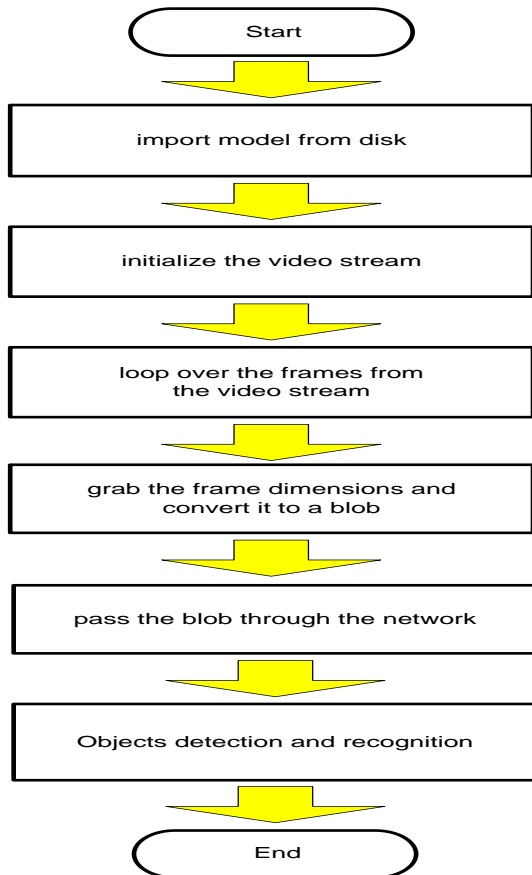 Start
import model from disk
initialize the video stream
loop over the frames from
the video stream
grab the frame dimensions and
convert it to a blob
pass the blob through the network
Objects detection and recognition
End